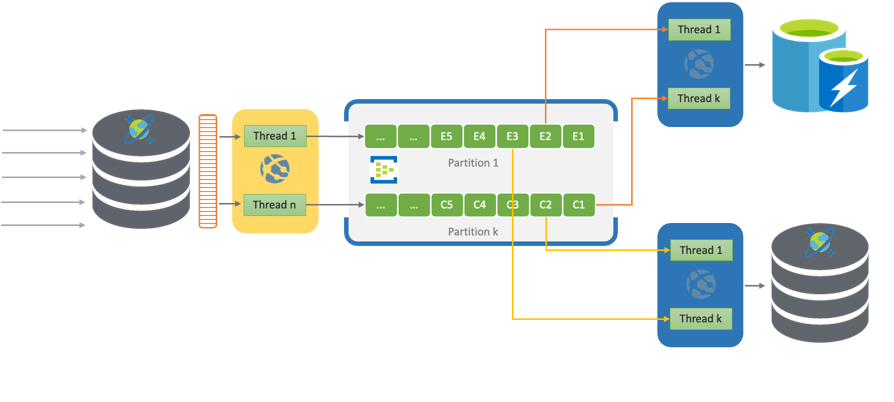 Thread 1
Thread k
Thread 1
... ... E5 E4 E3 E2 E1
Partition 1
Thread n
... ... C5 C4 C3 C2 C1
Partition k
Thread 1
Thread k